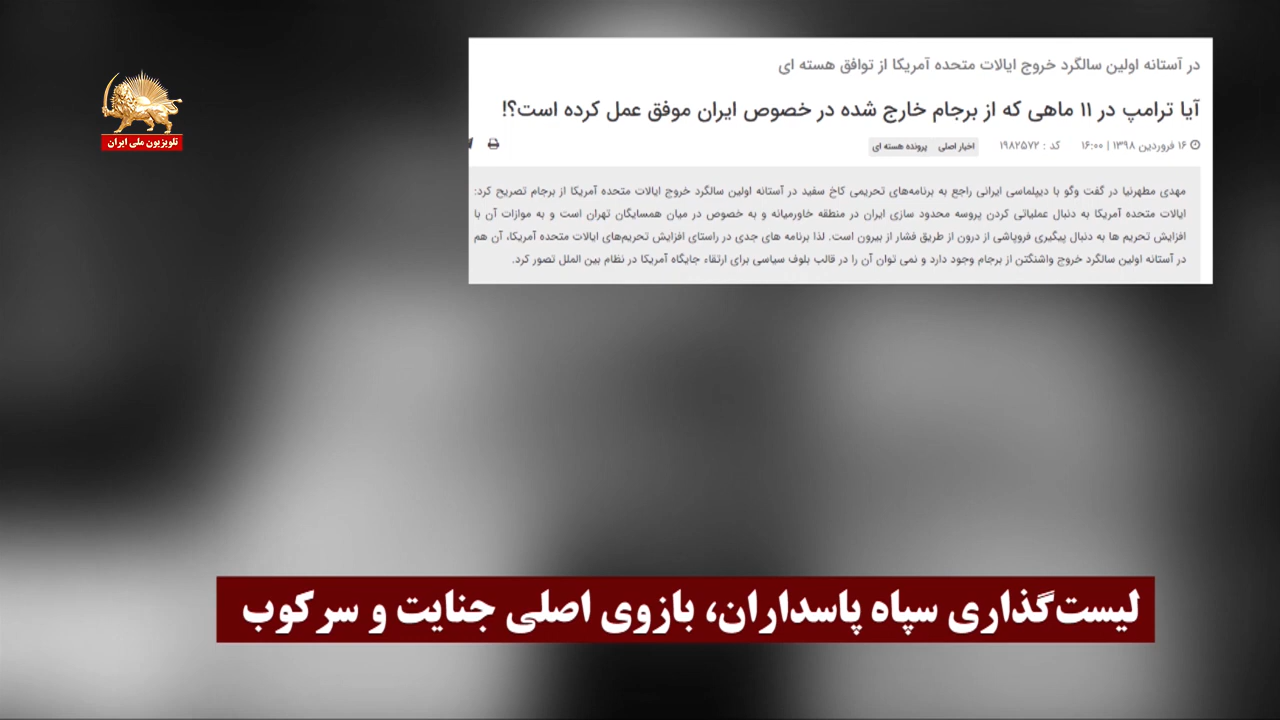 تلویزیون ملی ایران
در آستانه اولین سالگرد خروج ایالات متحده آمریکا از توافق هسته ای
آیا ترامپ در ۱۱ ماهی که از برجام خارج شده در خصوص ایران موفق عمل کرده است؟!
۱۶ فروردین ۱۳۹۸ | ۱۶:۰۰ کد : ۱۹۸۲۵۷۲ اخبار اصلی پرونده هسته ای
مهدی مطهرنیا در گفت وگو با دیپلماسی ایرانی راجع به برنامه‌های تحریمی کاخ سفید در آستانه اولین سالگرد خروج ایالات متحده آمریکا از برجام تصریح کرد:
ایالات متحده آمریکا به دنبال عملیاتی کردن پروسه محدود سازی ایران در منطقه خاورمیانه و به خصوص در میان همسایگان تهران است و به موازات آن با
افزایش تحریم ها به دنبال پیگیری فروپاشی از درون از طریق فشار از بیرون است. لذا برنامه های جدی در راستای افزایش تحریم‌های ایالات متحده آمریکا، آن هم
در آستانه اولین سالگرد خروج واشنگتن از برجام وجود دارد و نمی توان آن را در قالب بلوف سیاسی برای ارتقاء جایگاه آمریکا در نظام بین الملل تصور کرد.
لیست‌گذاری سپاه پاسداران، بازوی اصلی جنایت و سرکوب